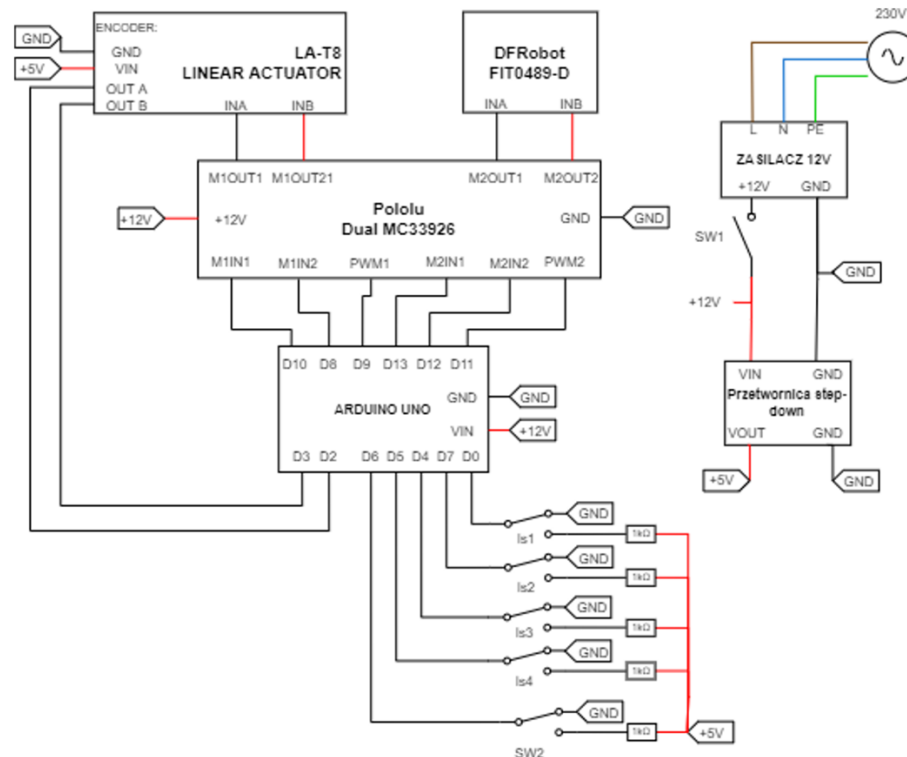 ENCODER:
GND
+5V
GND
VIN
OUT A
OUT B
LA-T8
LINEAR ACTUATOR
INA
INB
DFRobot
FIT0489-D
INA
INB
230V
L
N
PE
ZASILACZ 12V
+12V
GND
M1OUT1
M1OUT21
M2OUT1
M2OUT2
+12V
+12V
Pololu
Dual MC33926
GND
GND
M1IN1
M1IN2
PWM1
M2IN1
M2IN2
PWM2
SW1
GND
+12V
D10
D8
D9
D13
D12
D11
ARDUINO UNO
GND
GND
VIN
+12V
D3
D2
D6
D5
D4
D7
D0
VIN
GND
Przetwornica step-
down
VOUT
GND
+5V
GND
GND
Is1
1kΩ
GND
Is2
1kΩ
GND
Is3
1kΩ
GND
Is4
1kΩ
GND
SW2
1kΩ
+5V